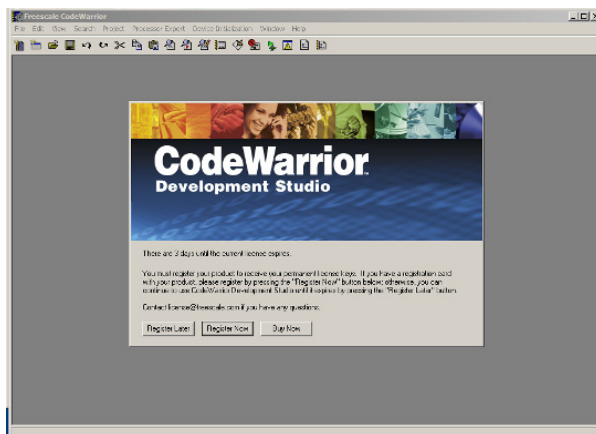 Freescale CodeWarrior
File Edit View Search Project Processor Expert Device Initialization Window Help
CodeWarrior
Development Studio
There are 3 days until the current license expires.
You must register your product to receive your permanent license keys. If you have a registration card
with your product, please register by pressing the "Register Now" button below; otherwise, you can
continue to use CodeWarrior Development Studio until it expires by pressing the "Register Later" button.
Contact license@freescale.com if you have any questions.
Register Later Register Now Buy Now